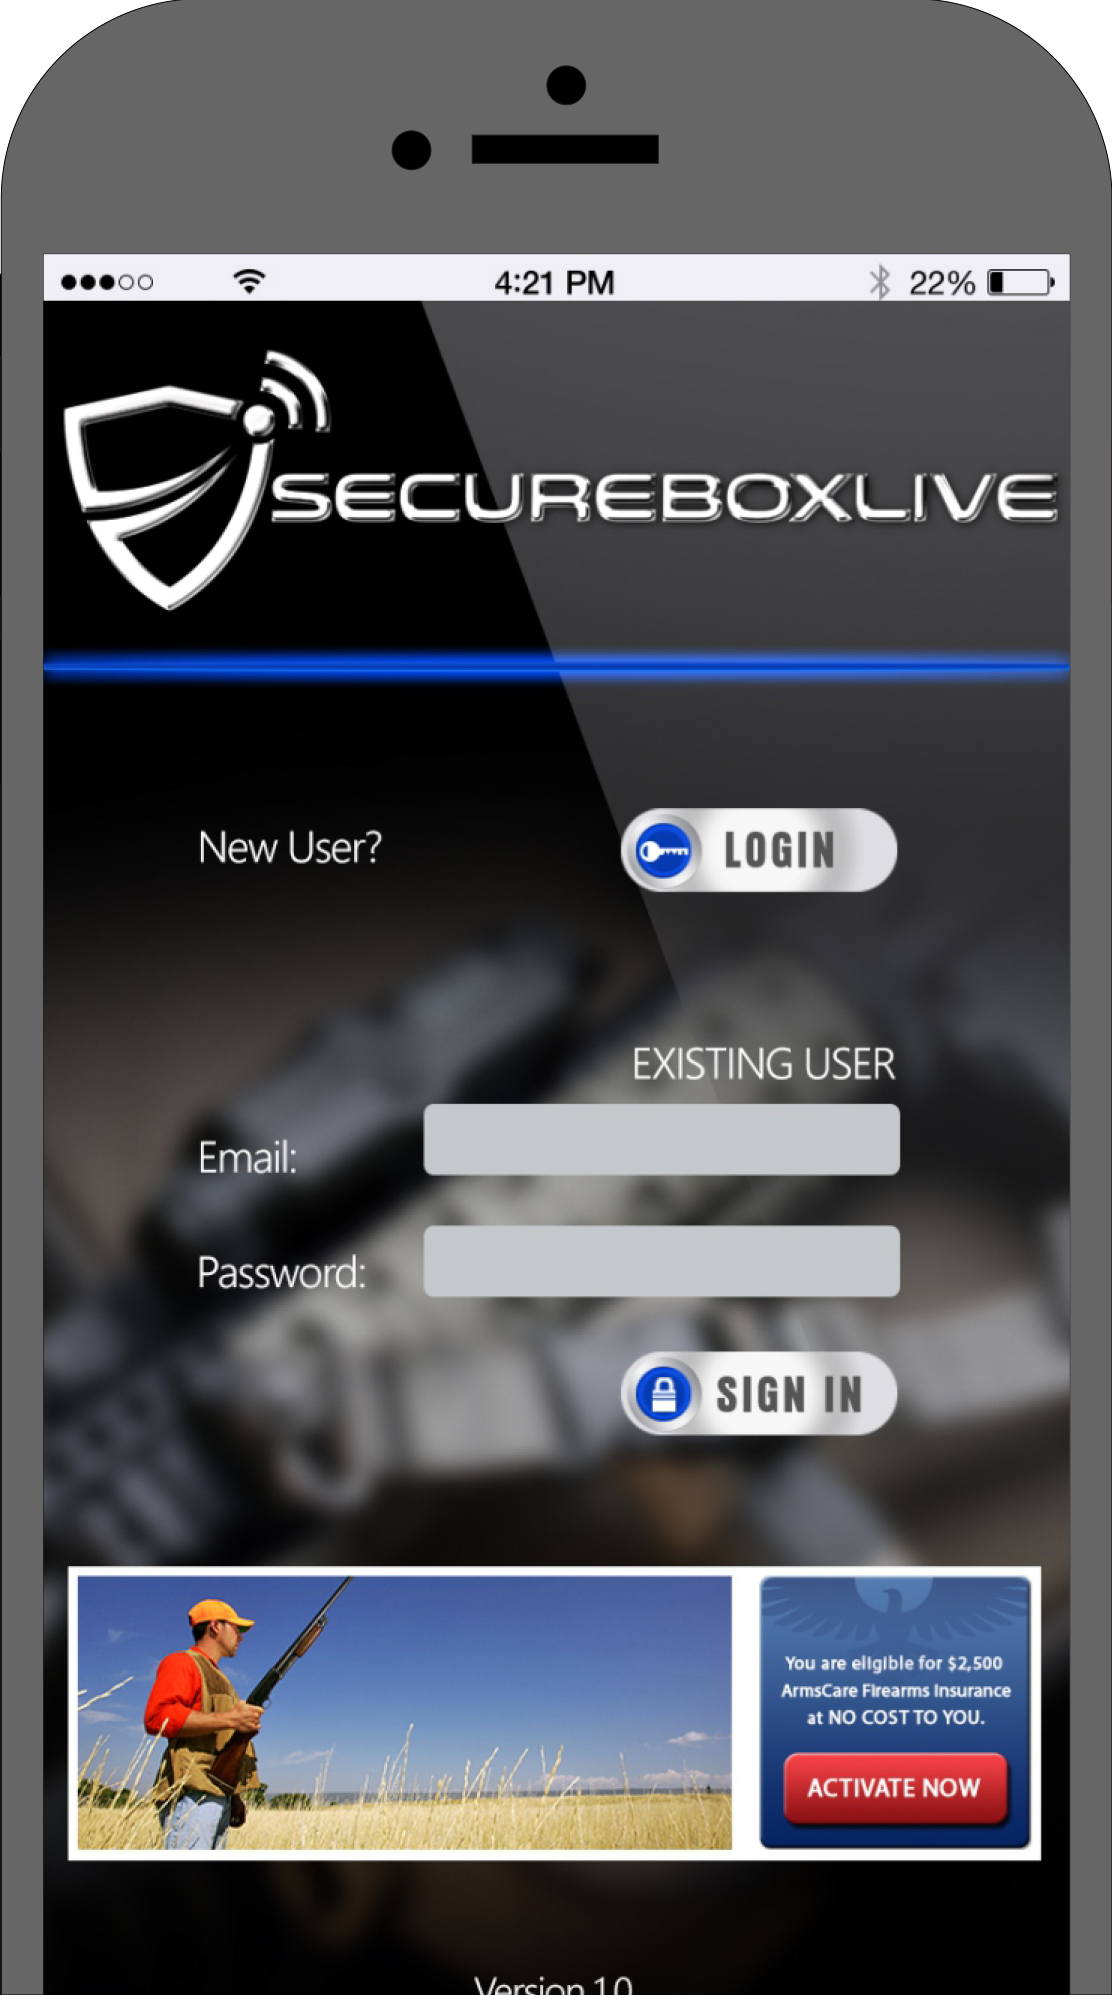 4:21 PM
22%
SECUREBOXLIVE
New User?
LOGIN
EXISTING USER
Email:
Password:
SIGN IN
You are eligible for $2,500
ArmsCare Firearms Insurance
at NO COST TO YOU.
ACTIVATE NOW
Version 1.0